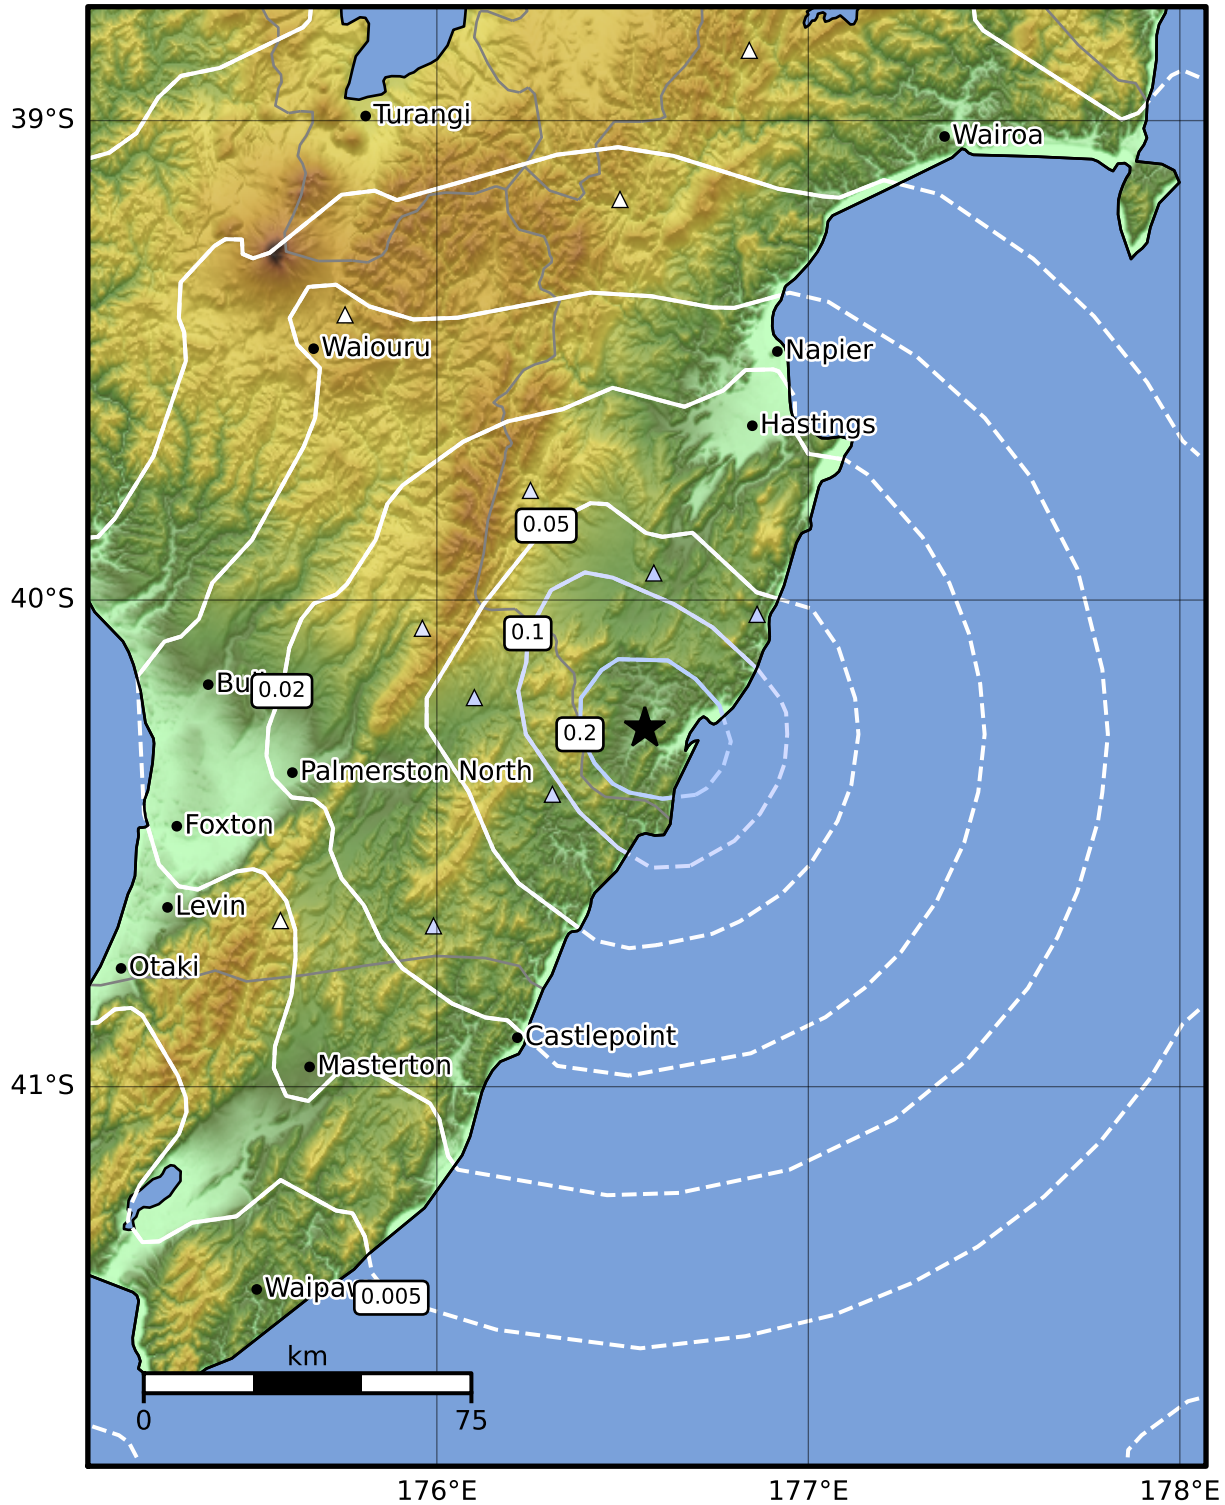 39°S
Turangi
Wairoa
Waiouru
Napier
Hastings
0.05
40°S
0.1
0.02
0.2
Palmerston North
Foxton
Levin
Otaki
Castlepoint
Masterton
41°S
0.005
km
0
75
176°E
177°E
178°E